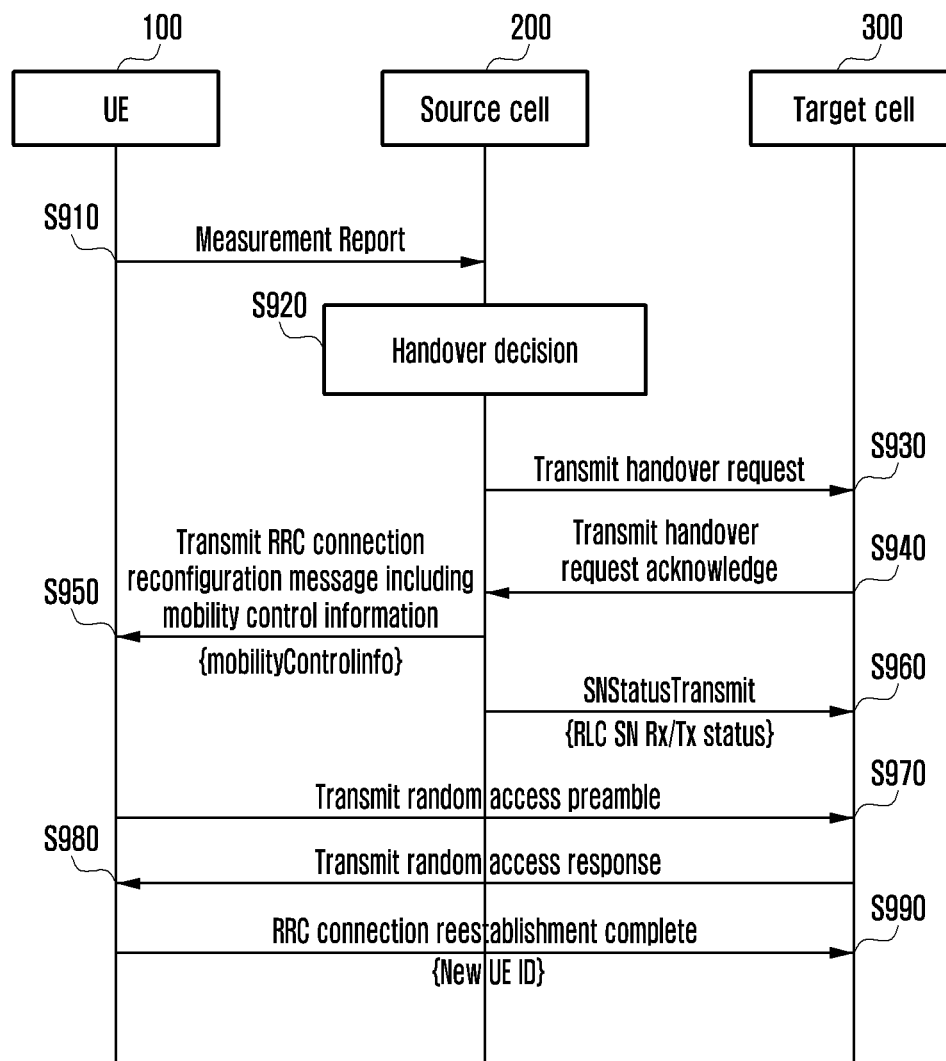 100
200
300
UE
Source cell
Target cell
S910
Measurement Report
S920
Handover decision
S930
Transmit handover request
S940
Transmit handover
request acknowledge
S950
Transmit RRC connection
reconfiguration message including
mobility control information
{mobilityControlinfo}
S960
SNStatusTransmit
{RLC SN Rx/Tx status}
S970
Transmit random access preamble
S980
Transmit random access response
S990
RRC connection reestablishment complete
{New UE ID}